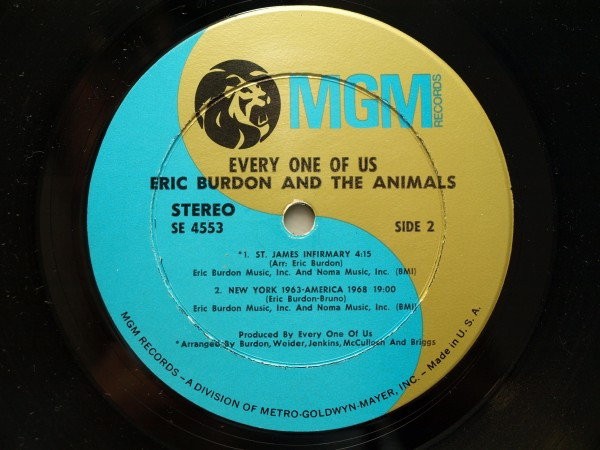 MGM
RECORDS
EVERY ONE OF US
ERIC BURDON AND THE ANIMALS
STEREO
SE 4553
SIDE 2
*1. ST. JAMES INFIRMARY 4:15
(Arr: Eric Burdon)
Eric Burdon Music, Inc. And Noma Music, Inc. (BMI)
2. NEW YORK 1963-AMERICA 1968 19:00
(Eric Burdon-Bruno)
Eric Burdon Music, Inc. And Noma Music, Inc. (BMI)
Produced By Every One Of Us
*Arranged By Burdon, Weider, Jenkins, McCulloch And Briggs
MGM RECORDS – A DIVISION OF METRO-GOLDWYN-MAYER, INC. – Made in U. S. A.